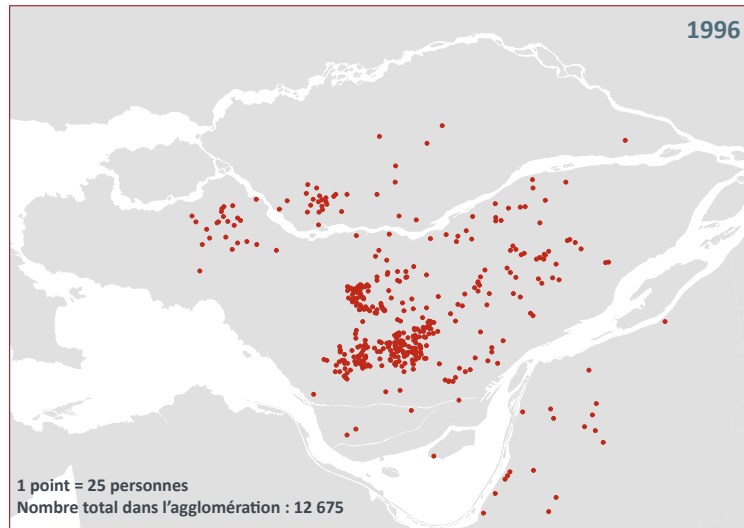 1996
1 point = 25 personnes
Nombre total dans l'agglomération : 12 675